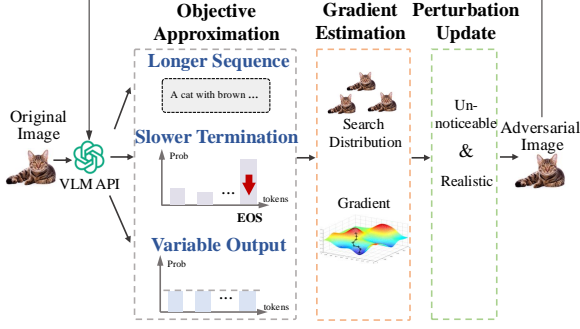 Objective
Approximation
Gradient
Estimation
Perturbation
Update
Original
Image
VLM API
Longer Sequence
A cat with brown ...
Slower Termination
Prob
...
tokens
EOS
Variable Output
Prob
...
tokens
Search
Distribution
Gradient
Un-
noticeable
&
Realistic
Adversarial
Image